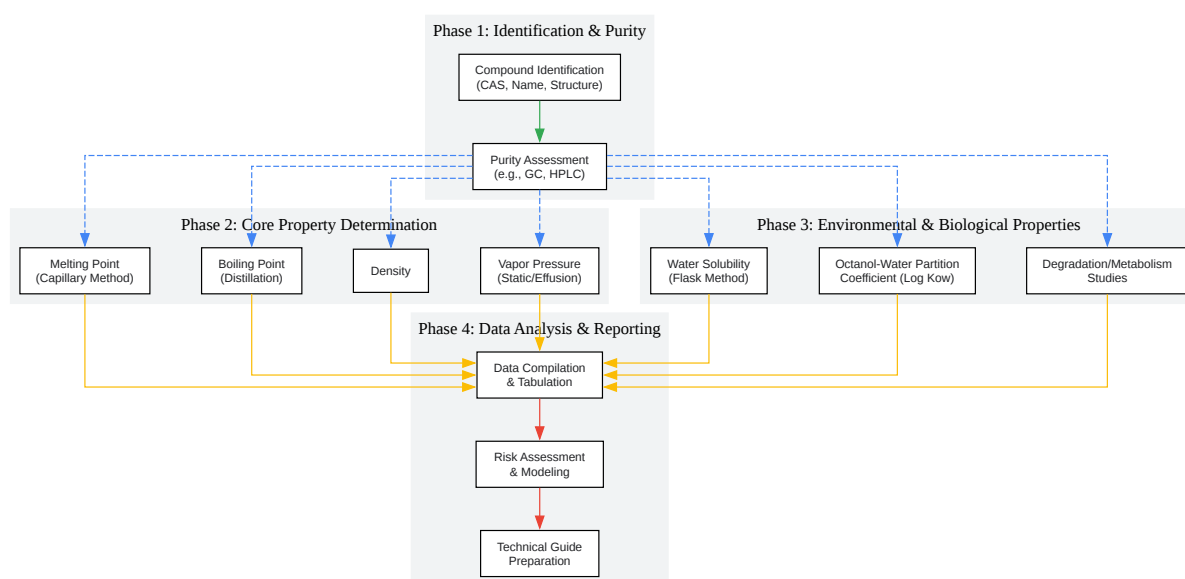 Phase 1: Identification & Purity
Compound Identification
(CAS, Name, Structure)
Purity Assessment
(e.g., GC, HPLC)
Phase 2: Core Property Determination
Melting Point
(Capillary Method)
Boiling Point
(Distillation)
Density
Vapor Pressure
(Static/Effusion)
Phase 3: Environmental & Biological Properties
Water Solubility
(Flask Method)
Octanol-Water Partition
Coefficient (Log Kow)
Degradation/Metabolism
Studies
Phase 4: Data Analysis & Reporting
Data Compilation
& Tabulation
Risk Assessment
& Modeling
Technical Guide
Preparation